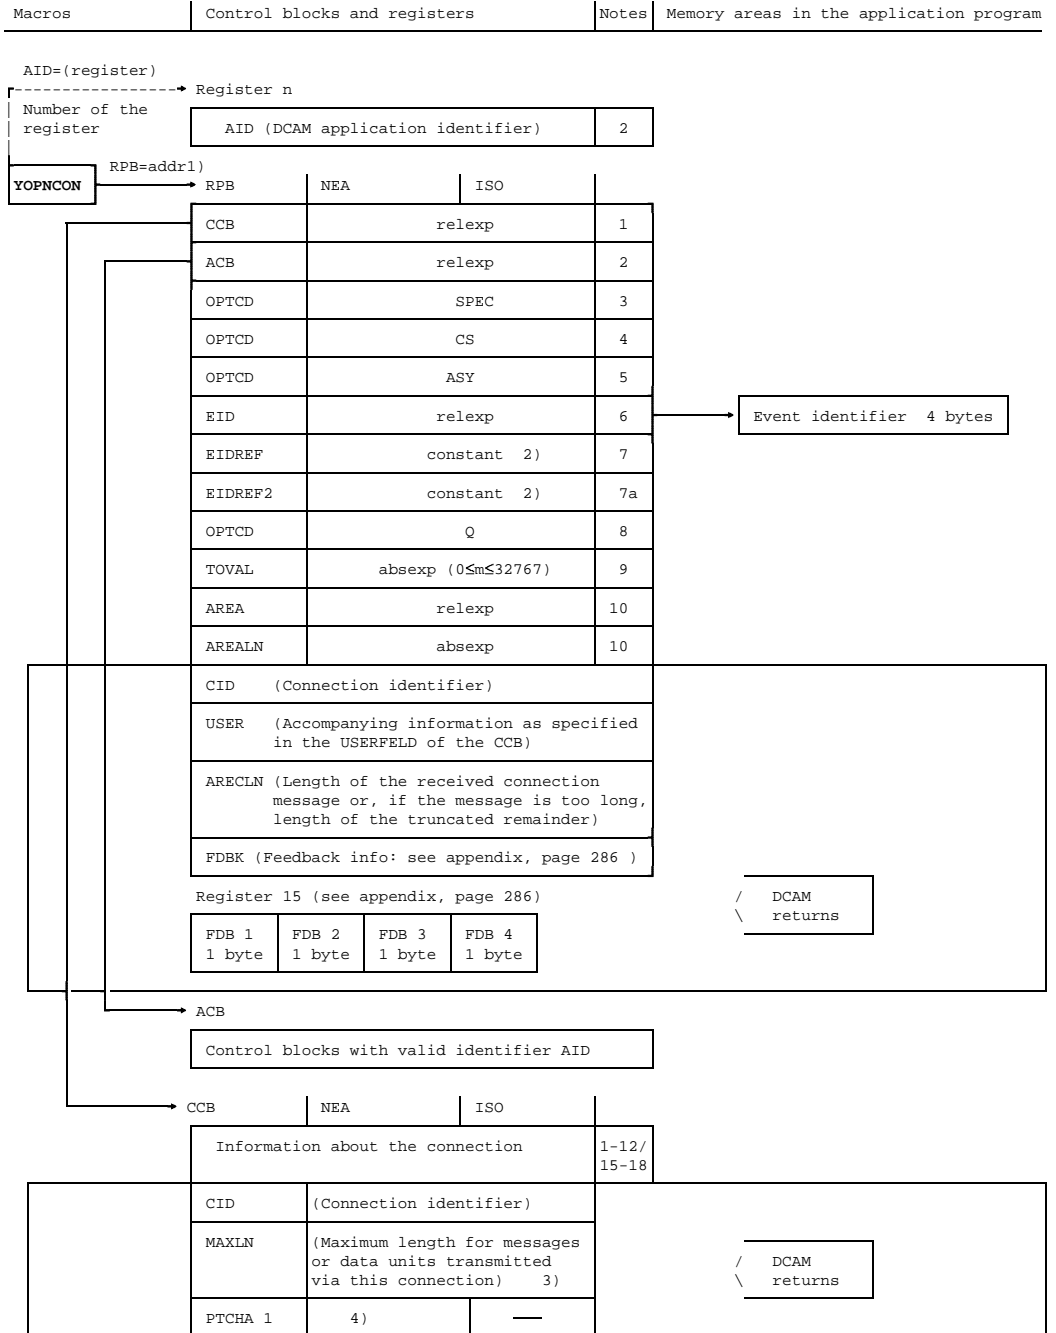 Macros Control blocks and registers Notes Memory areas in the application program
AID=(register)
Register n
Number of the
register
AID (DCAM application identifier) 2
RPB=addr1)
YOPNCON RPB NEA ISO
CCB relexp 1
ACB relexp 2
OPTCD SPEC 3
OPTCD CS 4
OPTCD ASY 5
EID relexp 6 Event identifier 4 bytes
EIDREF constant 2) 7
EIDREF2 constant 2) 7a
OPTCD Q 8
TOVAL absexp (0≤m≤32767) 9
AREA relexp 10
AREALN absexp 10
CID (Connection identifier)
USER (Accompanying information as specified
in the USERFELD of the CCB)
ARECLN (Length of the received connection
message or, if the message is too long,
length of the truncated remainder)
FDBK (Feedback info: see appendix, page 286 )
Register 15 (see appendix, page 286) / DCAM
\ returns
FDB 1 FDB 2 FDB 3 FDB 4
1 byte 1 byte 1 byte 1 byte
ACB
Control blocks with valid identifier AID
CCB NEA ISO
Information about the connection 1-12/
15-18
CID (Connection identifier)
MAXLN (Maximum length for messages
or data units transmitted / DCAM
via this connection) 3) \ returns
PTCHA 1 4) —